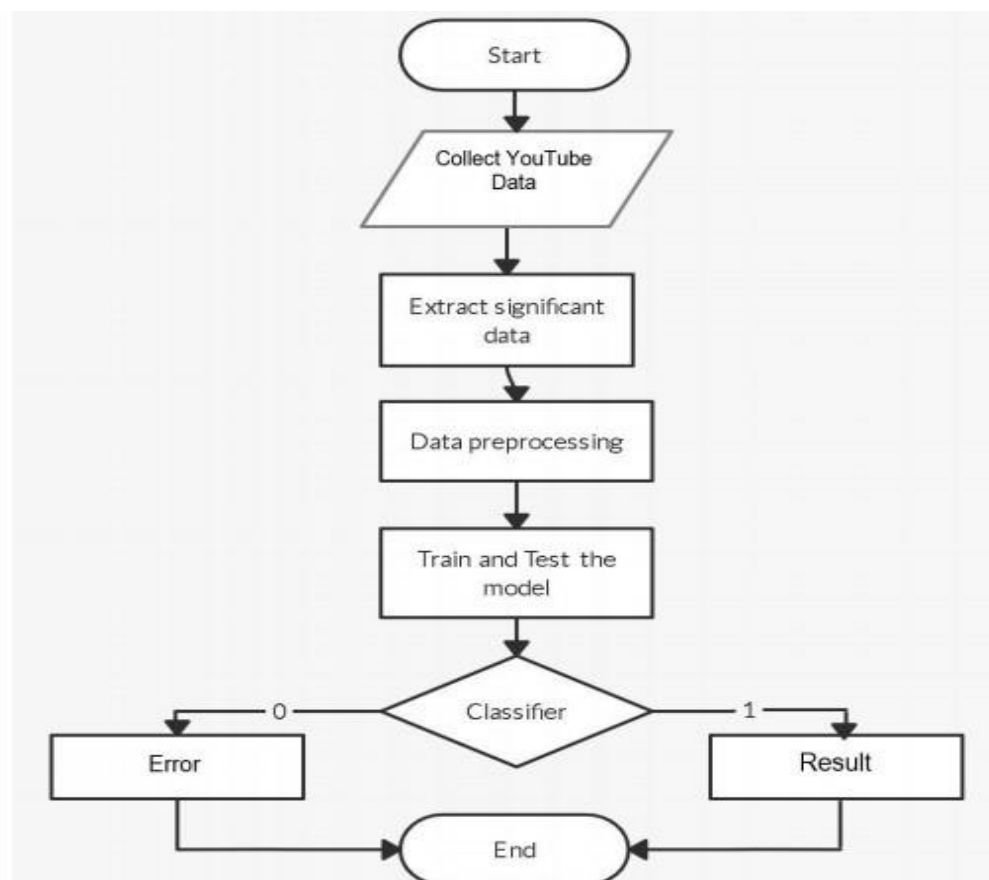 Start
Collect YouTube
Data
Extract significant
data
Data preprocessing
Train and Test the
model
0
Classifier
1
Error
Result
End